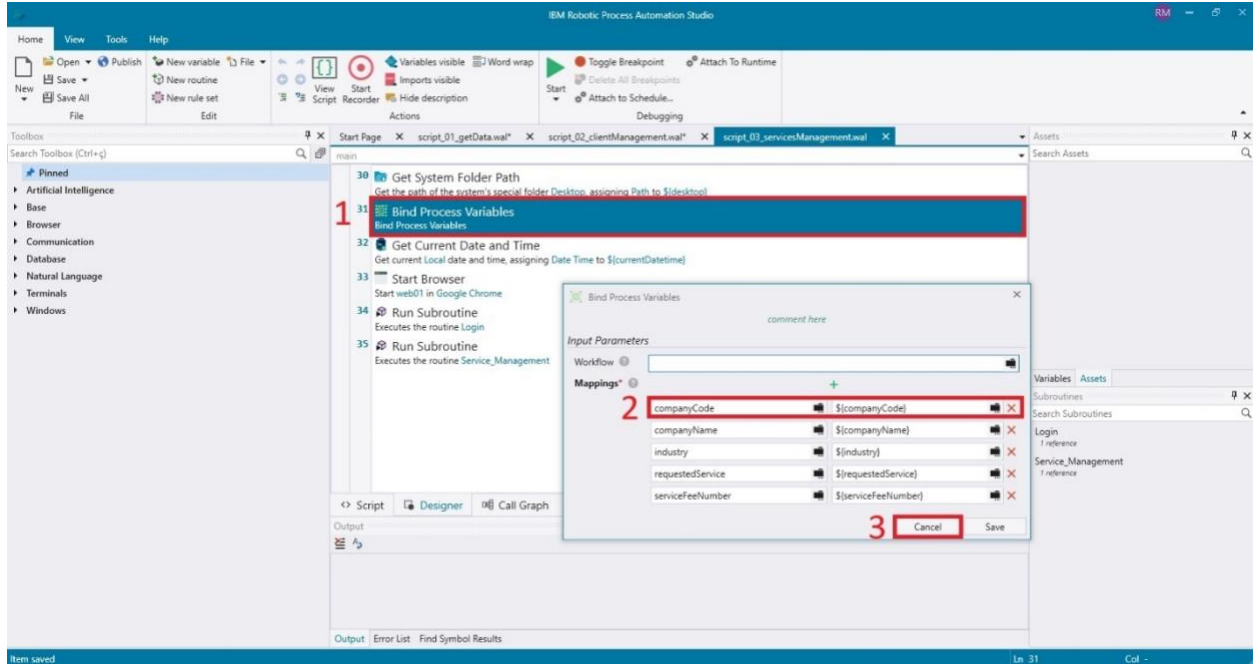 IBM Robotic Process Automation Studio
RM
Home View Tools Help
New
Open
Publish
Save
Save All
File
New variable
File
New routine
New rule set
Edit
View Script
Start Recorder
Variables visible
Word wrap
Imports visible
Hide description
Actions
Start
Toggle Breakpoint
Attach To Runtime
Delete All Breakpoints
Attach to Schedule...
Debugging
Toolbox
Search Toolbox (Ctrl+ç)
Pinned
Artificial Intelligence
Base
Browser
Communication
Database
Natural Language
Terminals
Windows
Start Page X script_01_getData.wal* X script_02_clientManagement.wal* X script_03_servicesManagement.wal X
main
30 Get System Folder Path
Get the path of the system's special folder Desktop, assigning Path to ${desktop}
1
31 Bind Process Variables
Bind Process Variables
32 Get Current Date and Time
Get current Local date and time, assigning Date Time to ${currentDatetime}
33 Start Browser
Start web01 in Google Chrome
34 Run Subroutine
Executes the routine Login
35 Run Subroutine
Executes the routine Service_Management
Bind Process Variables
comment here
Input Parameters
Workflow
Mappings*
2
companyCode ${companyCode}
companyName ${companyName}
industry ${industry}
requestedService ${requestedService}
serviceFeeNumber ${serviceFeeNumber}
3
Cancel Save
Script Designer Call Graph
Output
Output Error List Find Symbol Results
Assets
Search Assets
Variables Assets
Subroutines
Search Subroutines
Login
1 reference
Service_Management
1 reference
Item saved
Ln 31 Col -